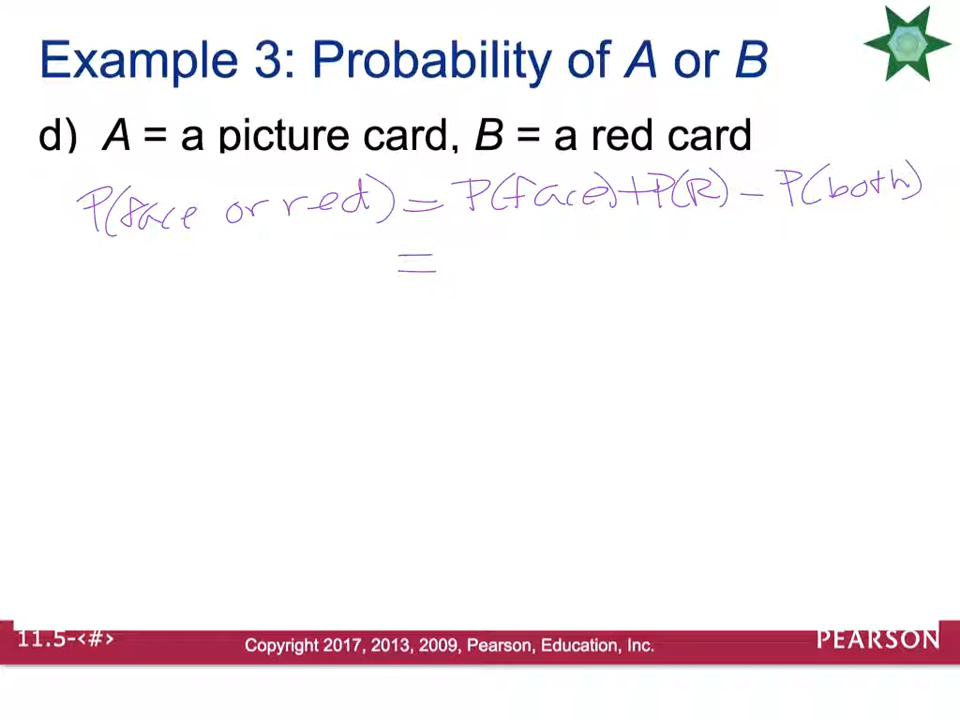 Example 3: Probability of A or B
d) A = a picture card, B = a red card
P(face or red) = P(face)+P(R) - P(both)
=
11.5-<#>
Copyright 2017, 2013, 2009, Pearson, Education, Inc.
PEARSON